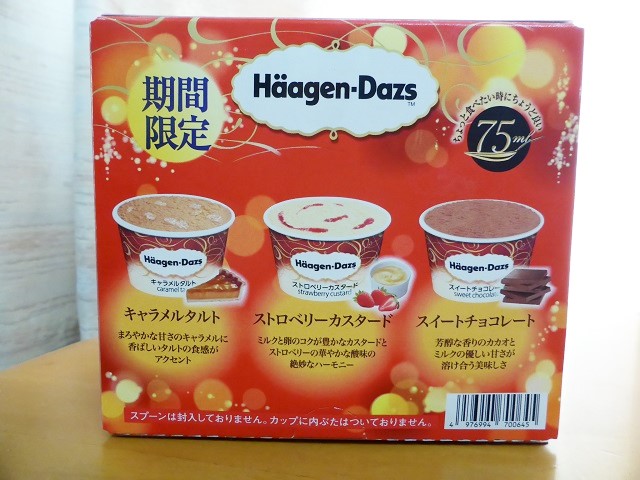 期間
限定
Häagen-Dazs
TM
ちょっと食べたい時にちょうど良い
75ml
Häagen-Dazs
キャラメルタルト
caramel
Häagen-Dazs
ストロベリーカスタード
strawberry custard
Häagen-Dazs
スイートチョコレート
sweet chocolate
キャラメルタルト
まろやかな甘さのキャラメルに
香ばしいタルトの食感が
アクセント
ストロベリーカスタード
ミルクと卵のコクが豊かなカスタードと
ストロベリーの華やかな酸味の
絶妙なハーモニー
スイートチョコレート
芳醇な香りのカカオと
ミルクの優しい甘さが
溶け合う美味しさ
スプーンは封入しておりません。カップに内ぶたはついておりません。
4 976994 700645